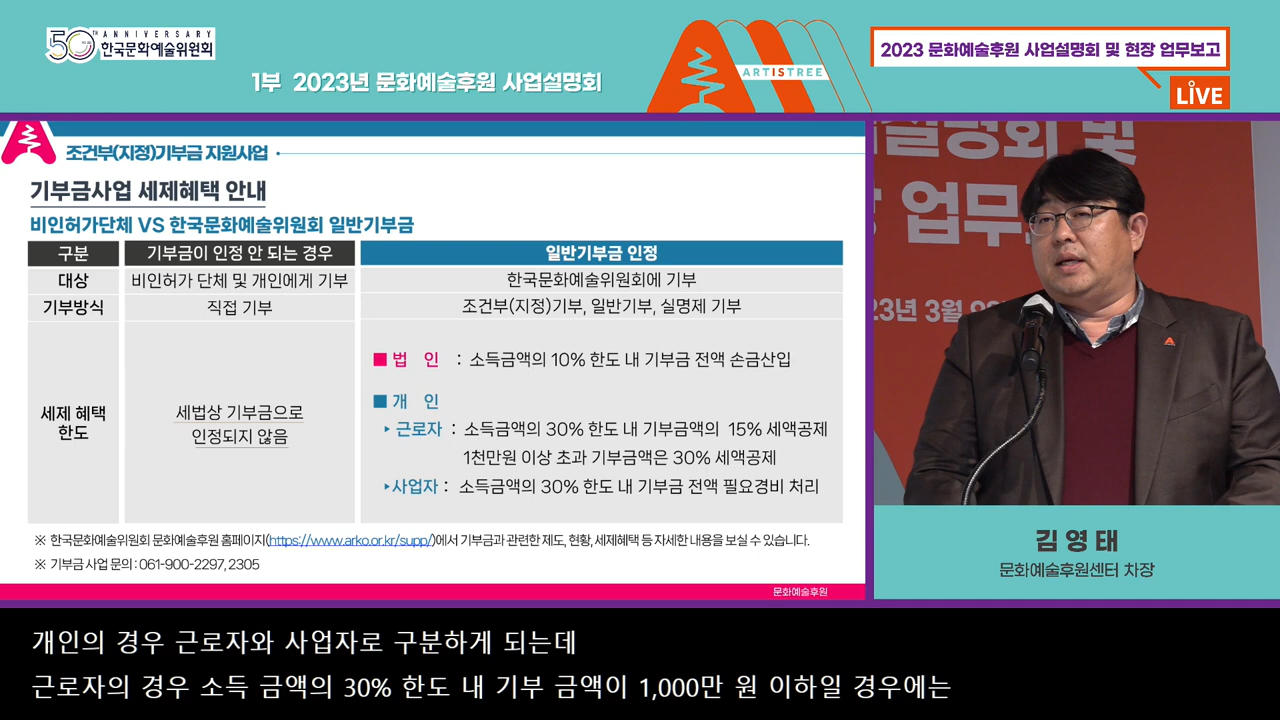 50TH ANNIVERSARY
한국문화예술위원회
1부 2023년 문화예술후원 사업설명회
ARTISTREE
2023 문화예술후원 사업설명회 및 현장 업무보고
LIVE
조건부(지정)기부금 지원사업
기부금사업 세제혜택 안내
비인허가단체 VS 한국문화예술위원회 일반기부금
구분 기부금이 인정 안 되는 경우 일반기부금 인정
대상 비인허가 단체 및 개인에게 기부 한국문화예술위원회에 기부
기부방식 직접 기부 조건부(지정)기부, 일반기부, 실명제 기부
세제 혜택
한도
세법상 기부금으로
인정되지 않음
■ 법 인 : 소득금액의 10% 한도 내 기부금 전액 손금산입
■ 개 인
▸ 근로자 : 소득금액의 30% 한도 내 기부금액의 15% 세액공제
1천만원 이상 초과 기부금액은 30% 세액공제
▸사업자 : 소득금액의 30% 한도 내 기부금 전액 필요경비 처리
※ 한국문화예술위원회 문화예술후원 홈페이지(https://www.arko.or.kr/supp/)에서 기부금과 관련한 제도, 현황, 세제혜택 등 자세한 내용을 보실 수 있습니다.
※ 기부금 사업 문의 : 061-900-2297, 2305
문화예술후원
설명회 및
업무
23년 3월
김영태
문화예술후원센터 차장
개인의 경우 근로자와 사업자로 구분하게 되는데
근로자의 경우 소득 금액의 30% 한도 내 기부 금액이 1,000만 원 이하일 경우에는